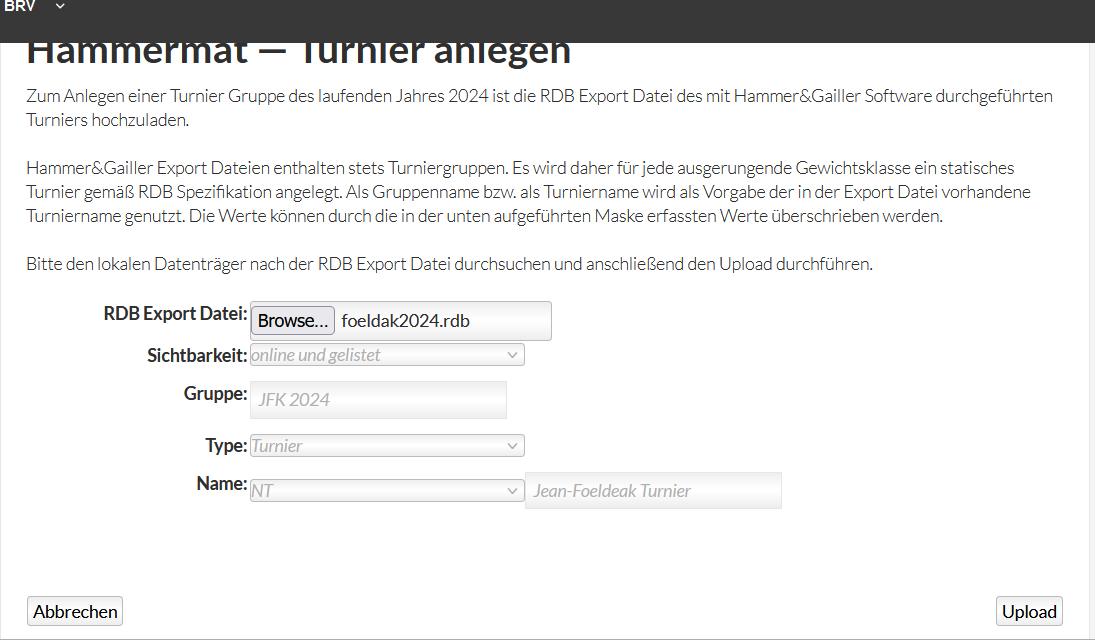 BRV
Hammermat — Turnier anlegen
Zum Anlegen einer Turnier Gruppe des laufenden Jahres 2024 ist die RDB Export Datei des mit Hammer&Gailler Software durchgeführten
Turniers hochzuladen.
Hammer&Gailler Export Dateien enthalten stets Turniergruppen. Es wird daher für jede ausgerungende Gewichtsklasse ein statisches
Turnier gemäß RDB Spezifikation angelegt. Als Gruppenname bzw. als Turniername wird als Vorgabe der in der Export Datei vorhandene
Turniername genutzt. Die Werte können durch die in der unten aufgeführten Maske erfassten Werte überschrieben werden.
Bitte den lokalen Datenträger nach der RDB Export Datei durchsuchen und anschließend den Upload durchführen.
RDB Export Datei: Browse... foeldak2024.rdb
Sichtbarkeit: online und gelistet
Gruppe: JFK 2024
Type: Turnier
Name: NT Jean-Foeldeak Turnier
Abbrechen Upload